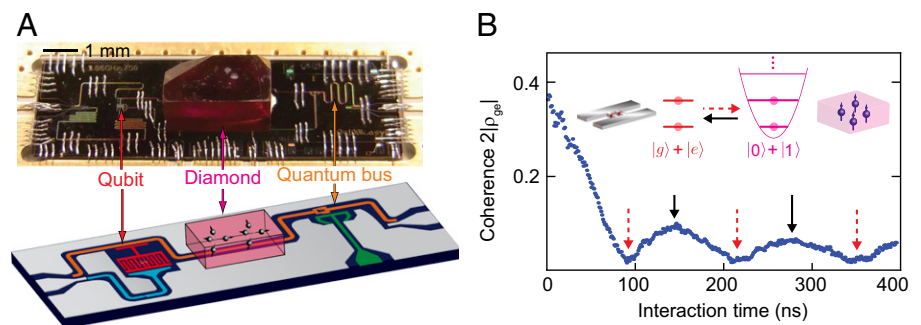 A
1 mm
Qubit
Diamond
Quantum bus
B
Coherence 2|ρge|
0.4
0.2
|g⟩ + |e⟩
|0⟩ + |1⟩
0
100
200
300
400
Interaction time (ns)